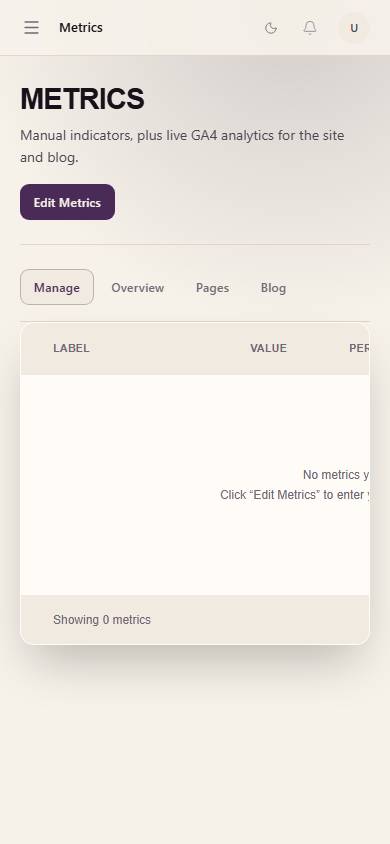 Metrics
U
METRICS
Manual indicators, plus live GA4 analytics for the site
and blog.
Edit Metrics
Manage Overview Pages Blog
LABEL VALUE
No metrics
Click “Edit Metrics” to enter
Showing 0 metrics